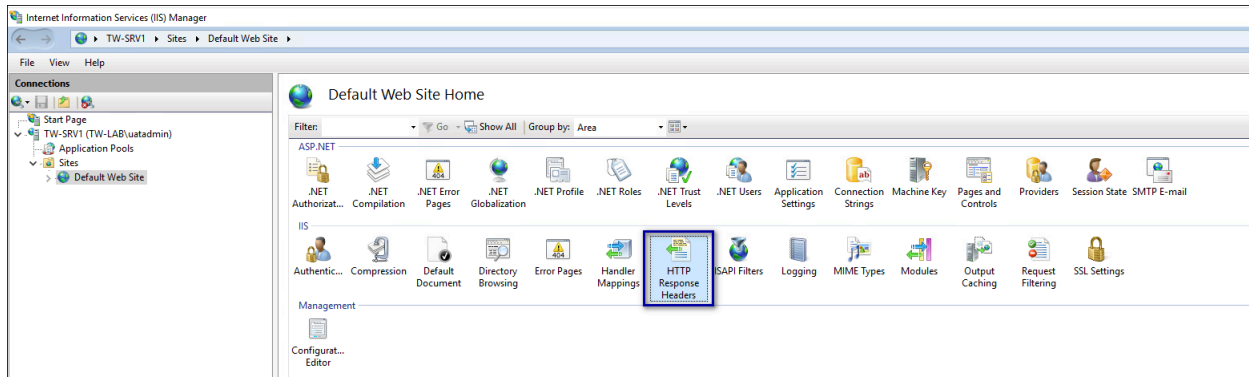 Internet Information Services (IIS) Manager
TW-SRV1 Sites Default Web Site
File View Help
Connections
Start Page
TW-SRV1 (TW-LAB\uatadmin)
Application Pools
Sites
Default Web Site
Default Web Site Home
Filter: Go Show All Group by: Area
ASP.NET
.NET Authorizat...
.NET Compilation
.NET Error Pages
.NET Globalization
.NET Profile
.NET Roles
.NET Trust Levels
.NET Users
Application Settings
Connection Strings
Machine Key
Pages and Controls
Providers
Session State
SMTP E-mail
IIS
Authentic...
Compression
Default Document
Directory Browsing
Error Pages
Handler Mappings
HTTP Response Headers
ISAPI Filters
Logging
MIME Types
Modules
Output Caching
Request Filtering
SSL Settings
Management
Configurat... Editor